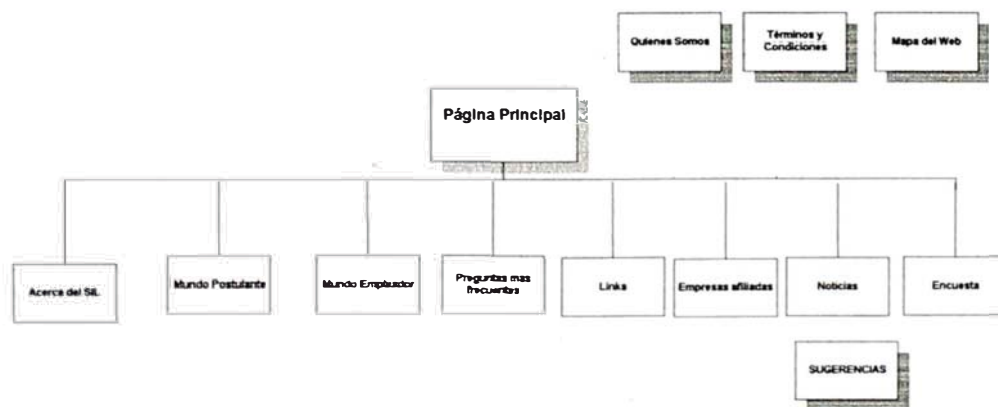 Quienes Somos
Términos y
Condiciones
Mapa del Web
Página Principal
Acerca del SIL
Mundo Postulante
Mundo Empleador
Preguntas mas
frecuentes
Links
Empresas afiliadas
Noticias
Encuesta
SUGERENCIAS